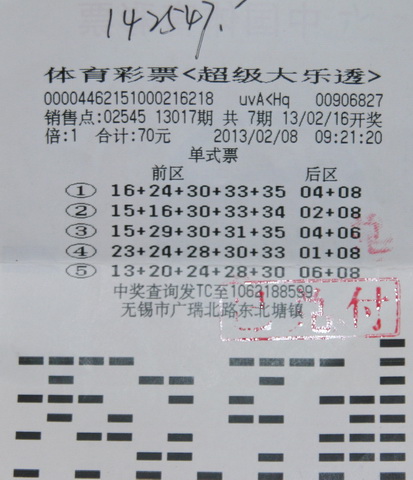 142547.
体育彩票<超级大乐透>
00004462151000216218 uvA<Hq 00906827
销售点:02545 13017期 共 7期 13/02/16开奖
倍:1 合计:70元 2013/02/08 09:21:20
单式票
前区 后区
① 16+24+30+33+35 04+08
② 15+16+30+33+34 02+08
③ 15+29+30+31+35 04+06
④ 23+24+28+30+33 01+08
⑤ 13+20+24+28+30 06+08
中奖查询发TC至1062188599
无锡市广瑞北路东北塘镇
已兑付